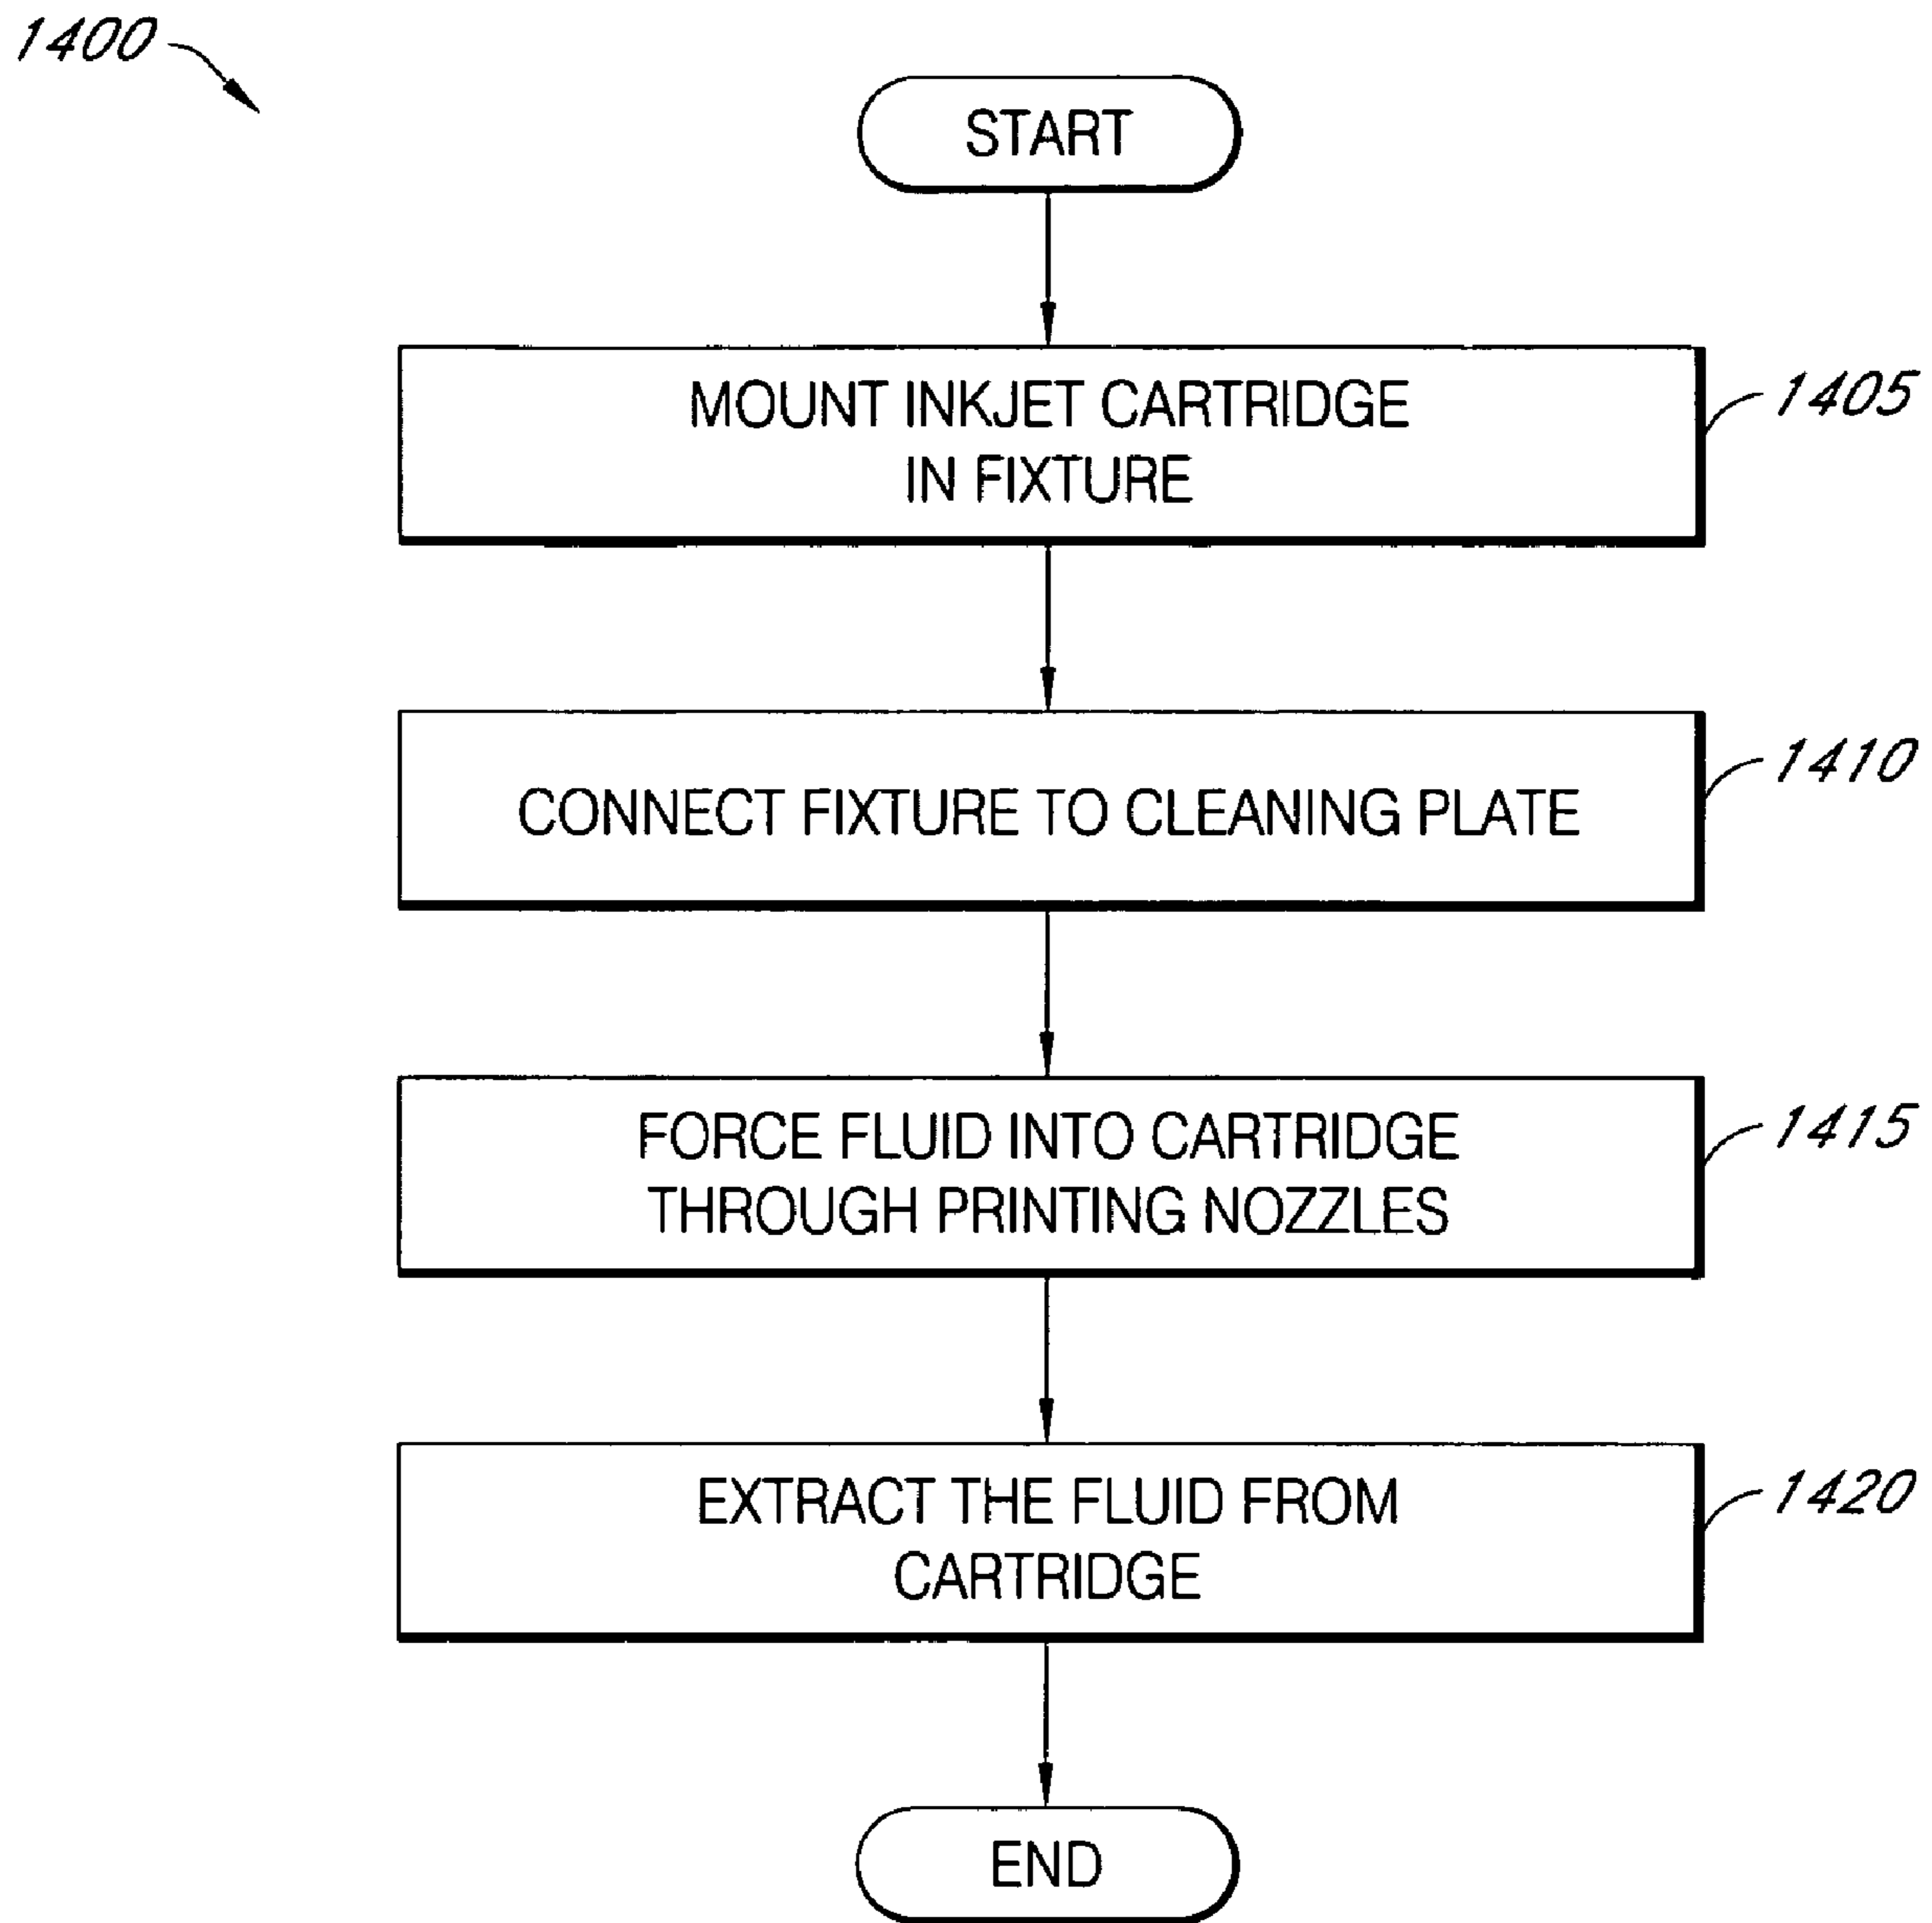 1400
START
MOUNT INKJET CARTRIDGE
IN FIXTURE
1405
CONNECT FIXTURE TO CLEANING PLATE
1410
FORCE FLUID INTO CARTRIDGE
THROUGH PRINTING NOZZLES
1415
EXTRACT THE FLUID FROM
CARTRIDGE
1420
END